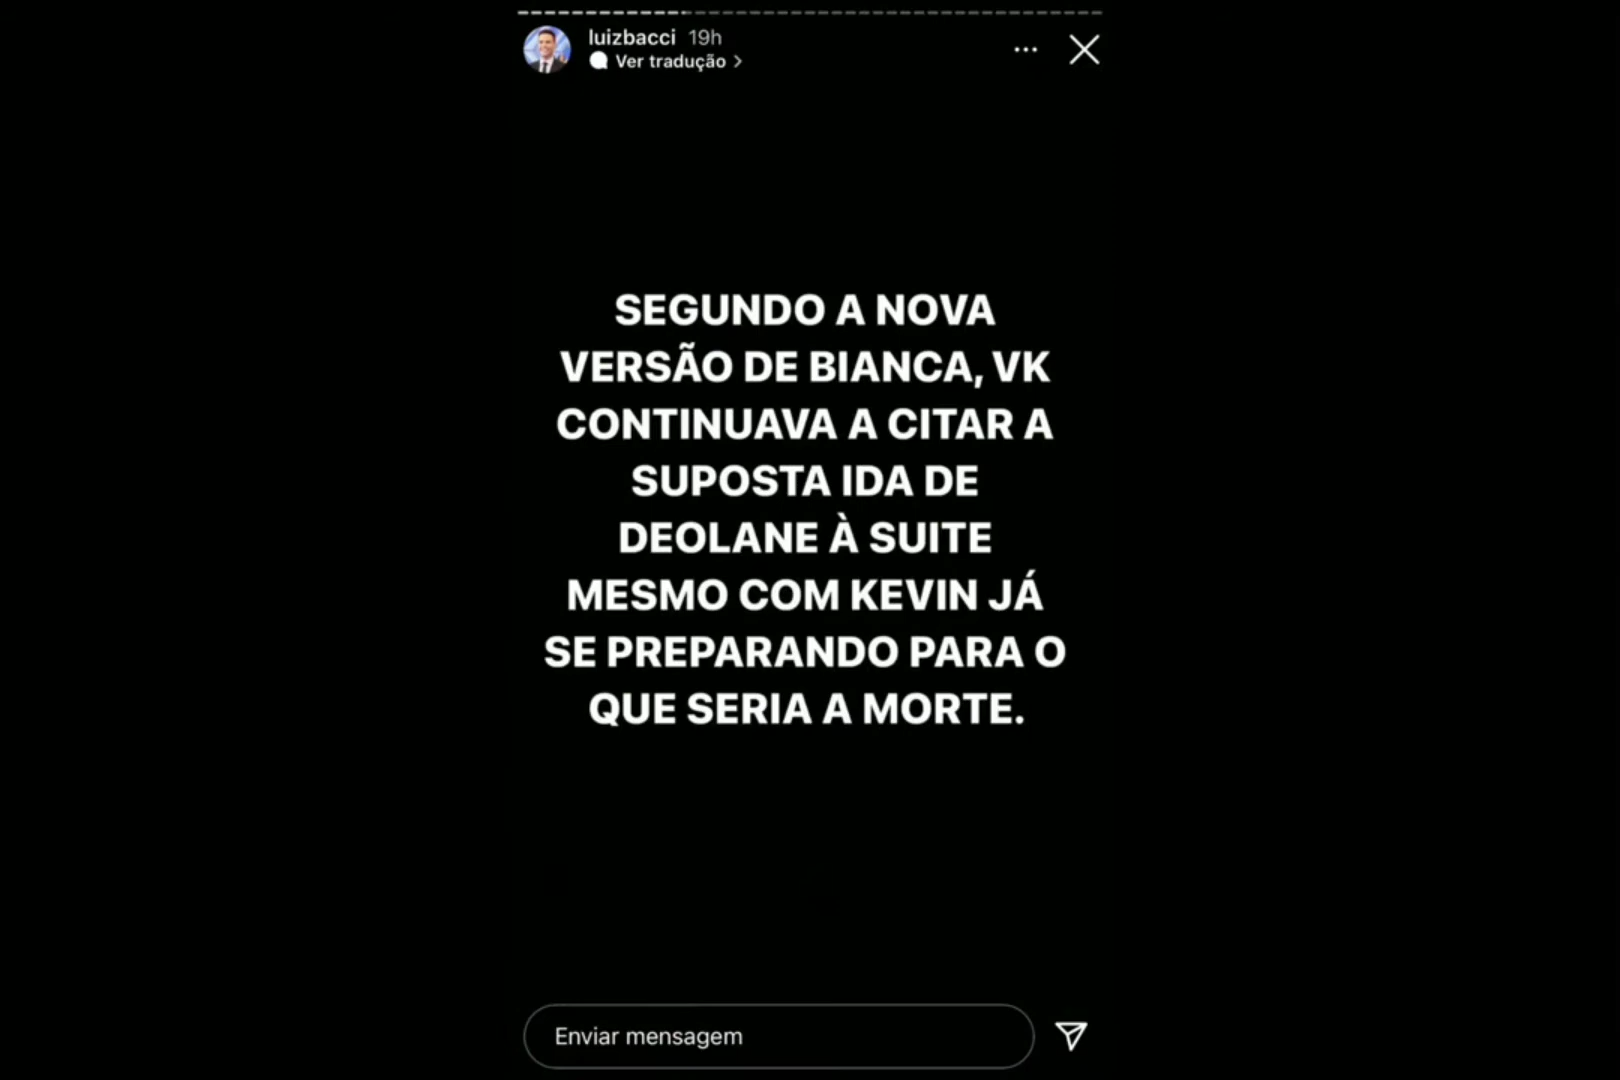 luizbacci 19h
Ver tradução
SEGUNDO A NOVA
VERSÃO DE BIANCA, VK
CONTINUAVA A CITAR A
SUPOSTA IDA DE
DEOLANE À SUITE
MESMO COM KEVIN JÁ
SE PREPARANDO PARA O
QUE SERIA A MORTE.
Enviar mensagem